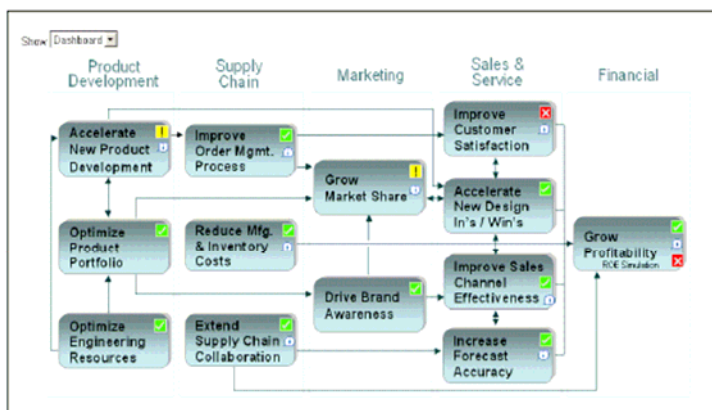 Show Dashboard
Product
Development
Supply
Chain
Marketing
Sales &
Service
Financial
Accelerate
New Product
Development
Improve
Order Mgmt.
Process
Improve
Customer
Satisfaction
Grow
Market Share
Accelerate
New Design
In's / Win's
Optimize
Product
Portfolio
Reduce Mfg.
& Inventory
Costs
Grow
Profitability
ROE Simulation
Drive Brand
Awareness
Improve Sales
Channel
Effectiveness
Optimize
Engineering
Resources
Extend
Supply Chain
Collaboration
Increase
Forecast
Accuracy